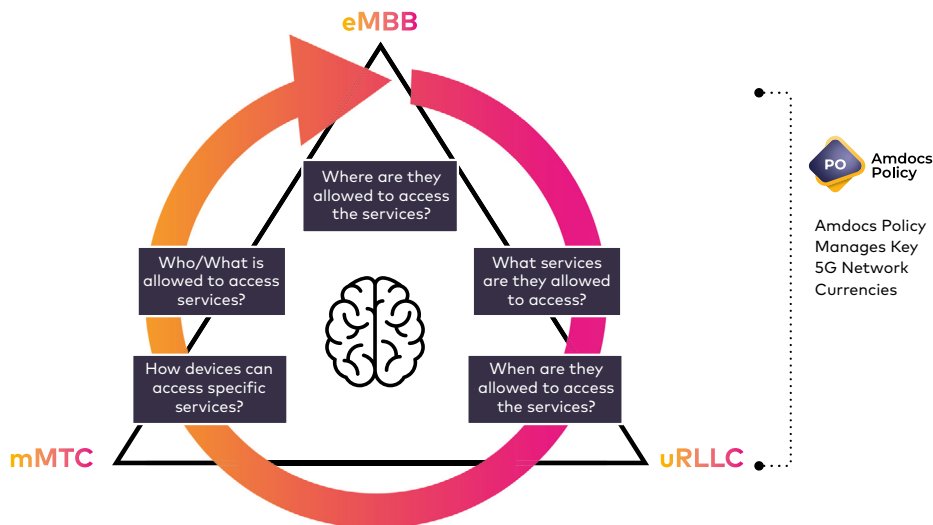 eMBB
Where are they
allowed to access
the services?
Who/What is
allowed to access
services?
What services
are they allowed
to access?
How devices can
access specific
services?
When are they
allowed to access
the services?
mMTC
uRLLC
PO
Amdocs
Policy
Amdocs Policy
Manages Key
5G Network
Currencies